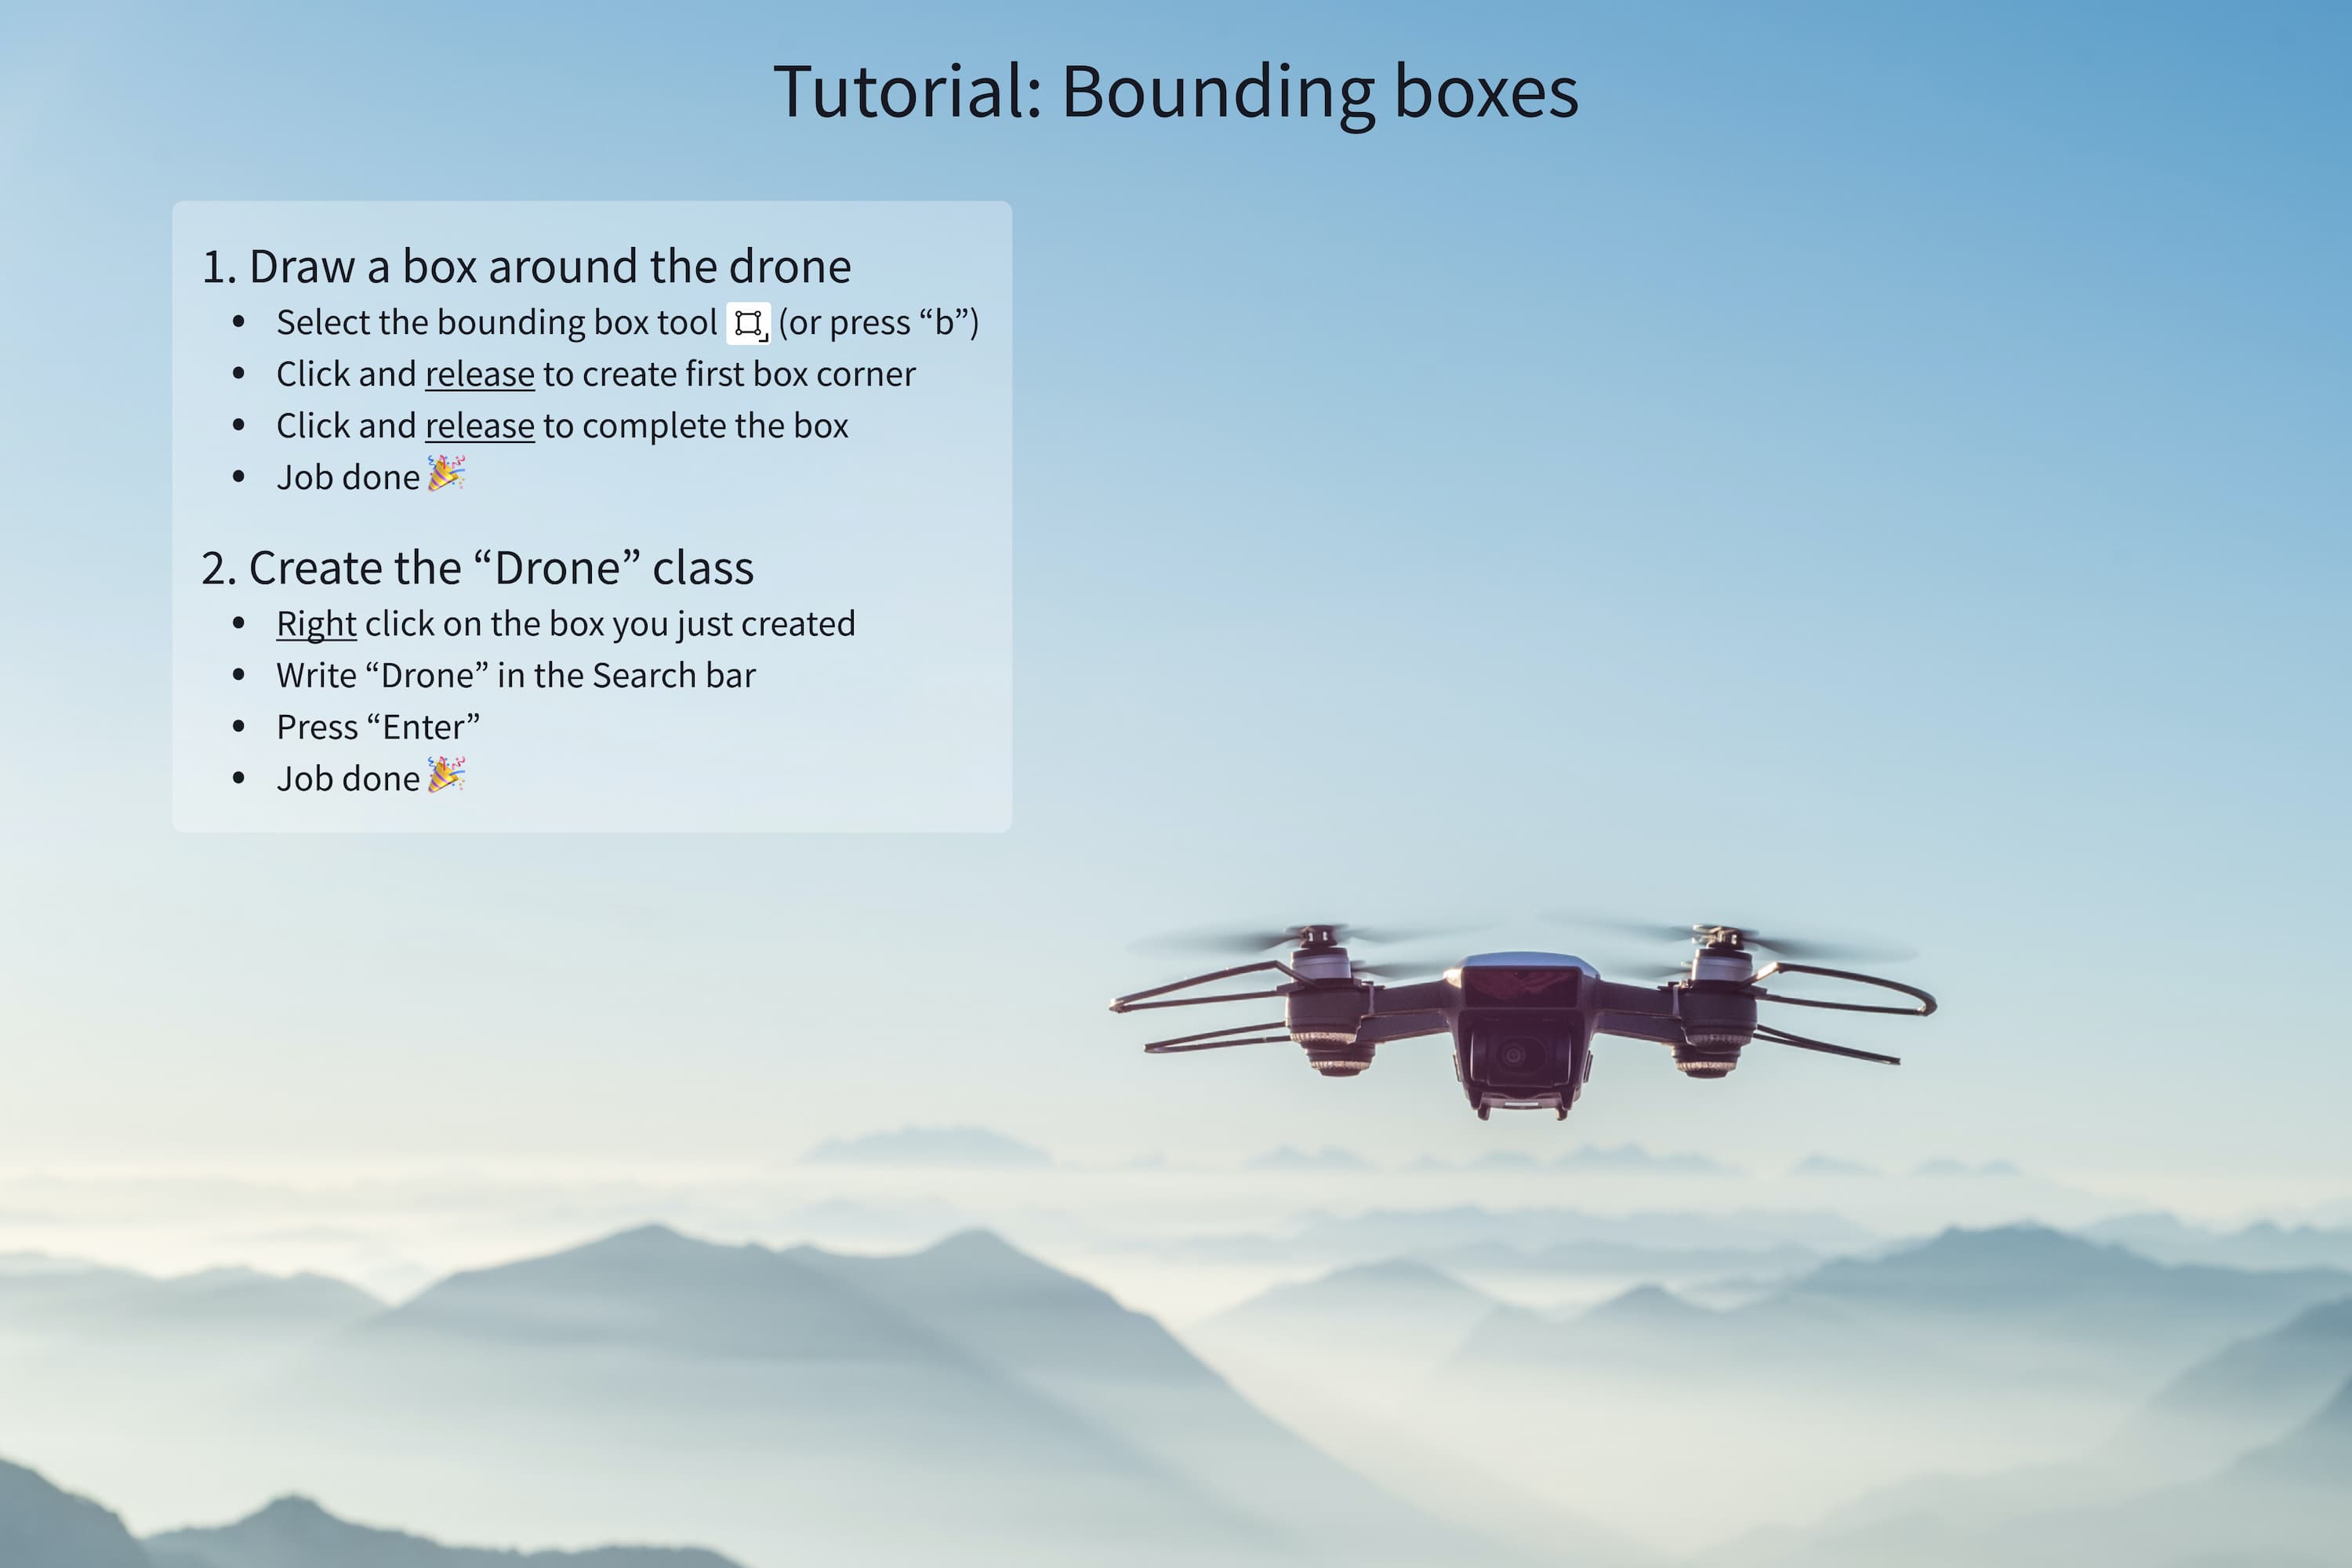 Tutorial: Bounding boxes
1. Draw a box around the drone
• Select the bounding box tool (or press “b”)
• Click and release to create first box corner
• Click and release to complete the box
• Job done 🎉
2. Create the “Drone” class
• Right click on the box you just created
• Write “Drone” in the Search bar
• Press “Enter”
• Job done 🎉